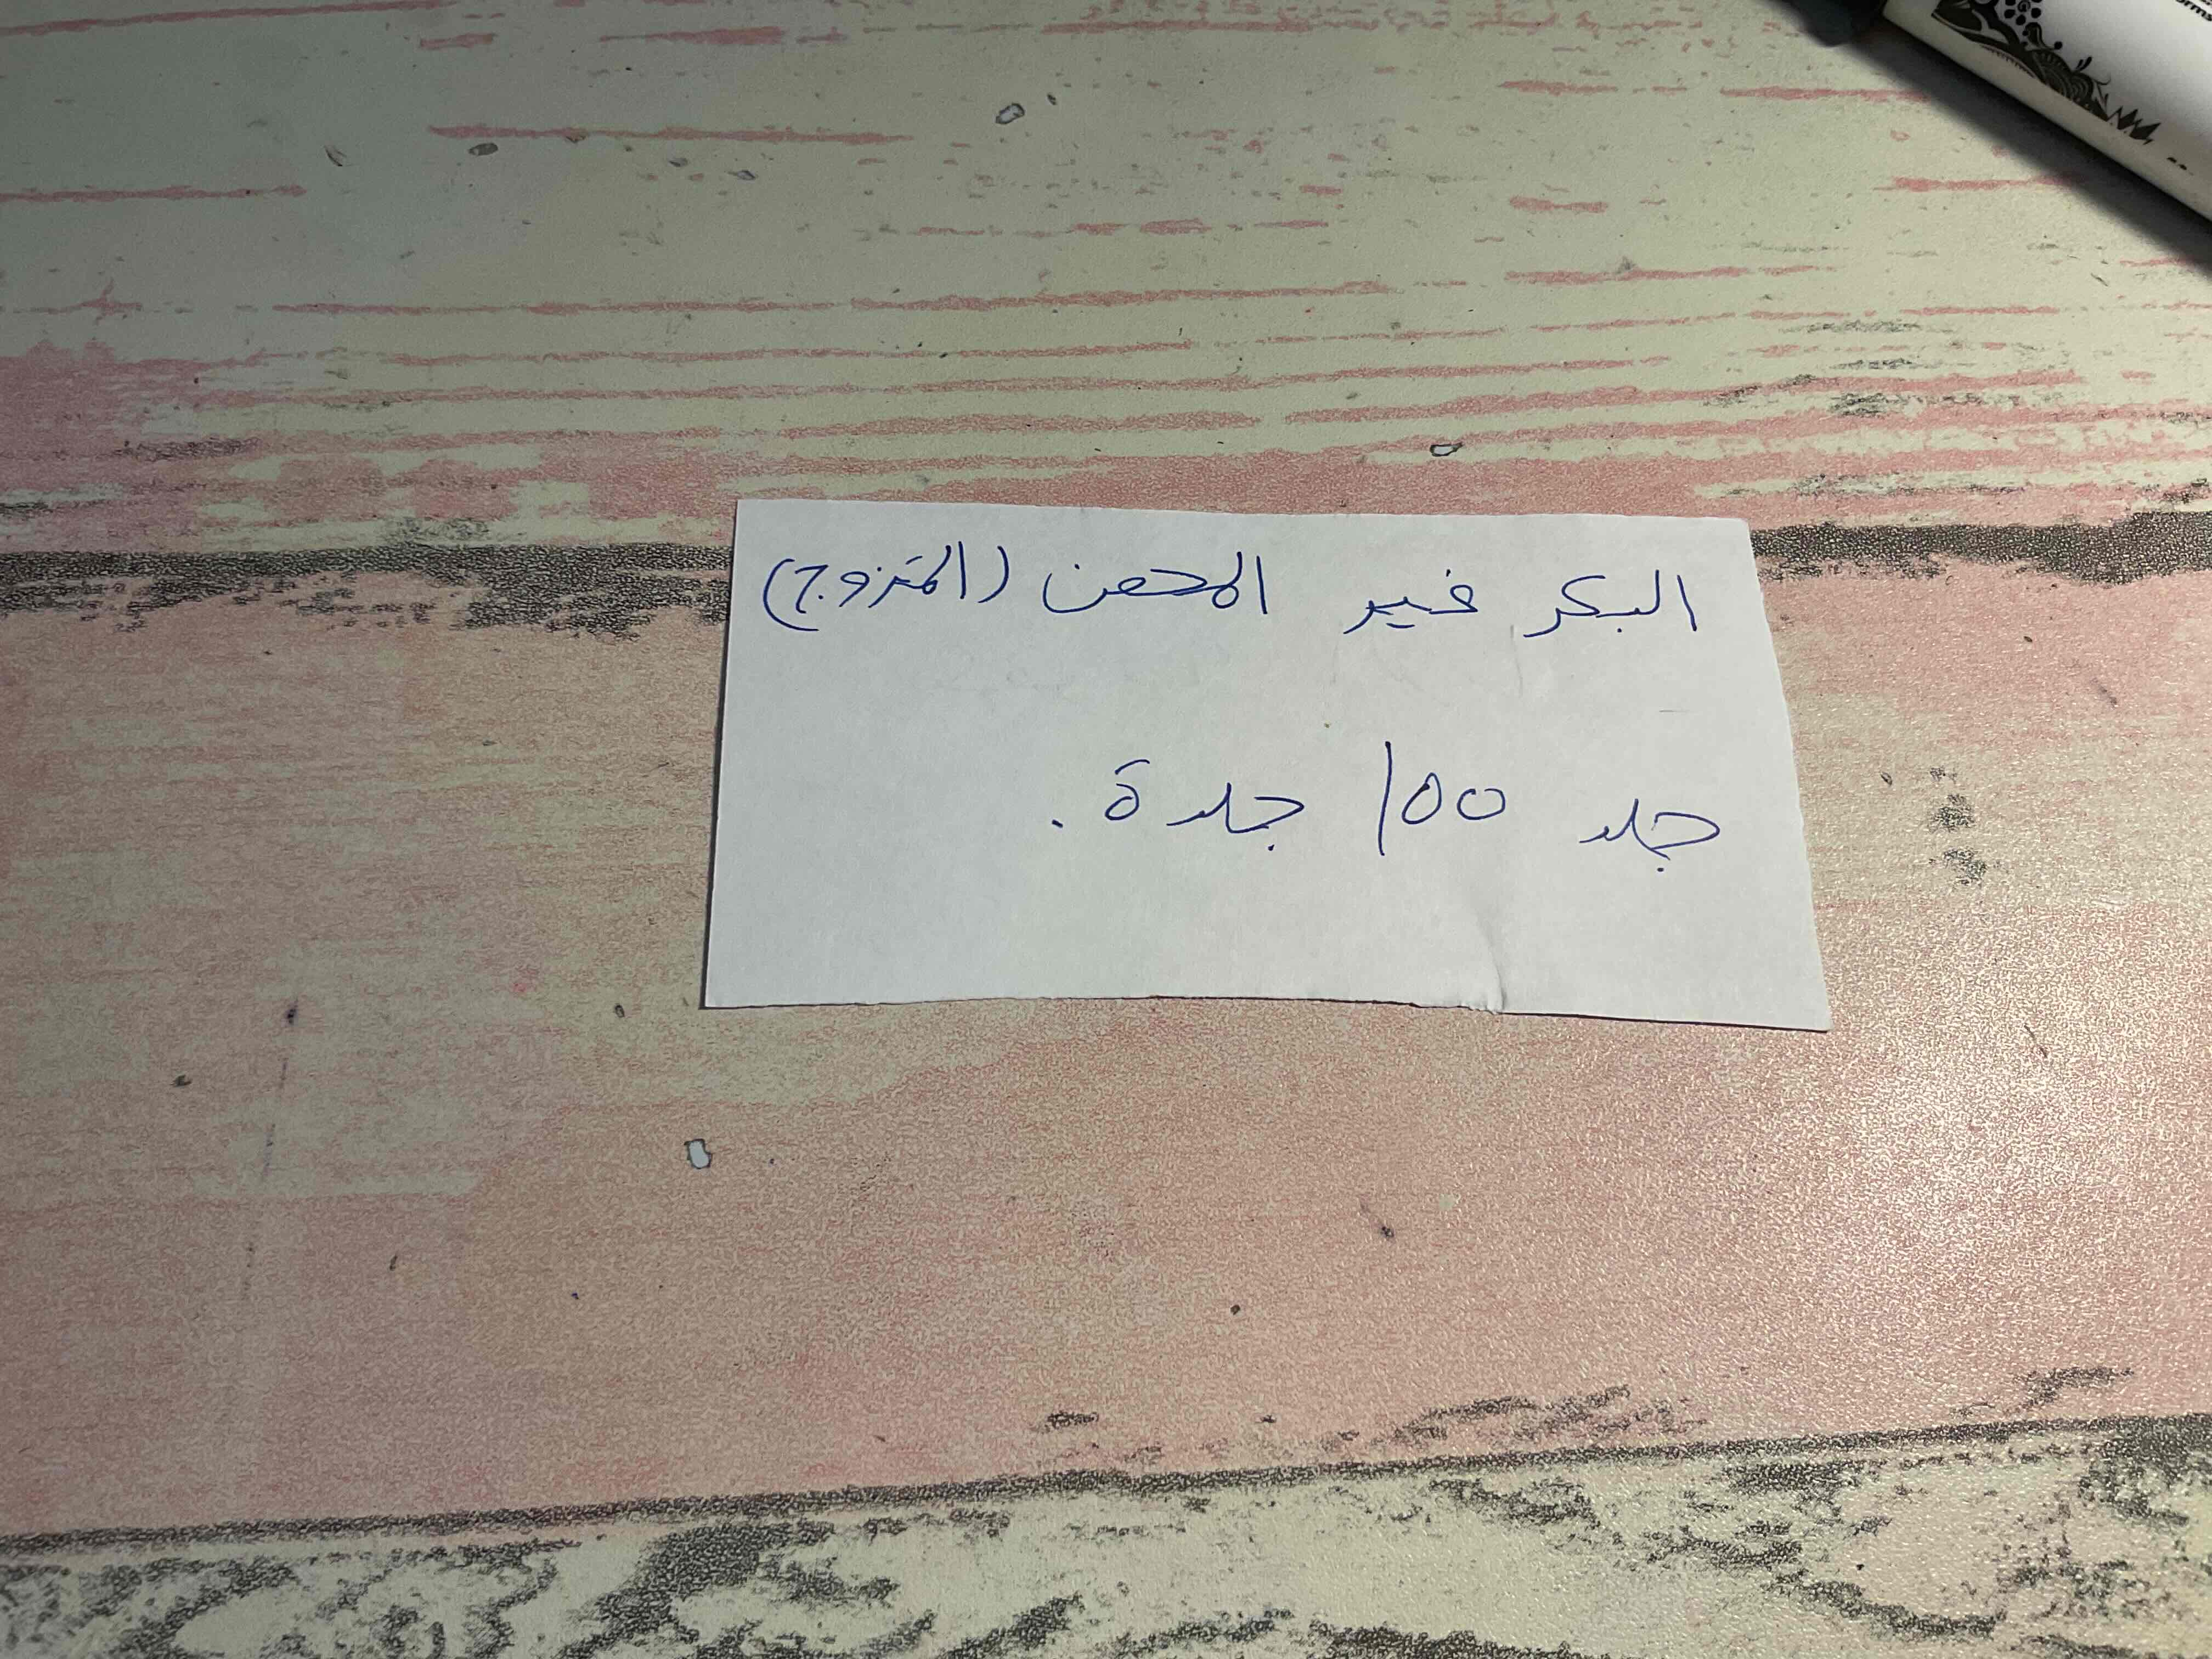 البكر غير المحصن (المتزوج)
جلد 100 جلدة.